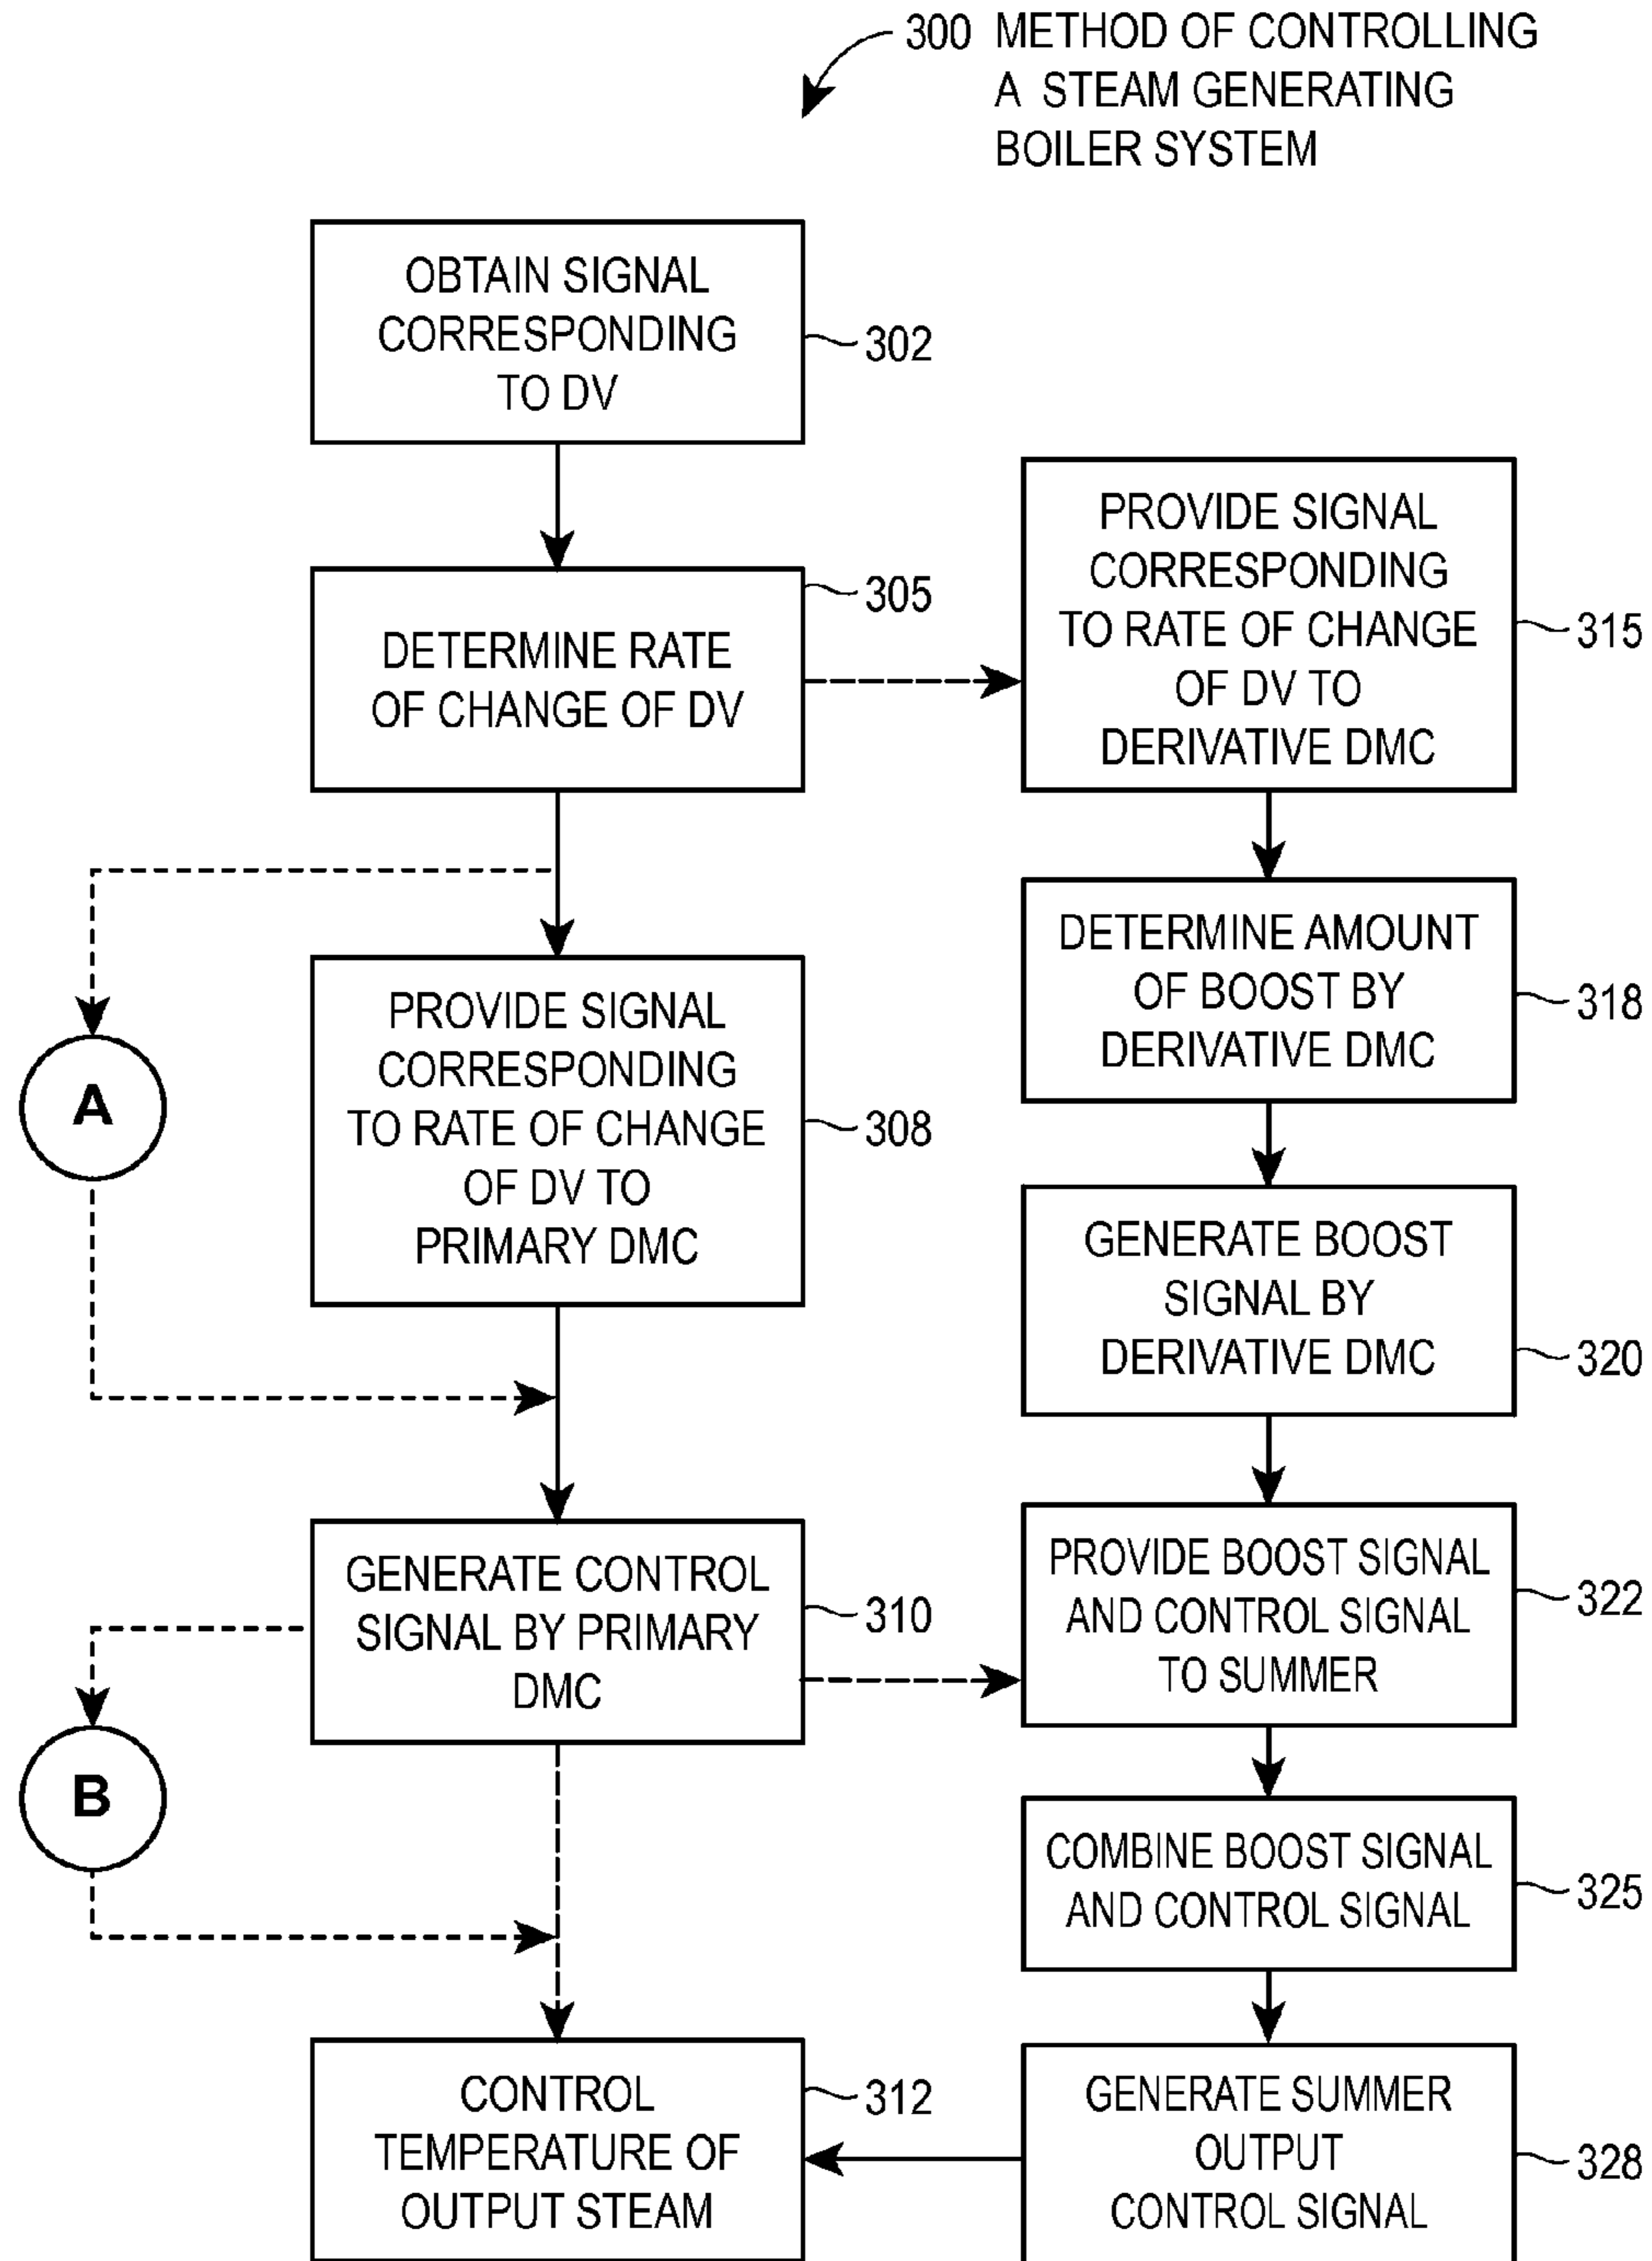 300 METHOD OF CONTROLLING
A STEAM GENERATING
BOILER SYSTEM
OBTAIN SIGNAL
CORRESPONDING
TO DV
302
DETERMINE RATE
OF CHANGE OF DV
305
PROVIDE SIGNAL
CORRESPONDING
TO RATE OF CHANGE
OF DV TO
DERIVATIVE DMC
315
A
PROVIDE SIGNAL
CORRESPONDING
TO RATE OF CHANGE
OF DV TO
PRIMARY DMC
308
DETERMINE AMOUNT
OF BOOST BY
DERIVATIVE DMC
318
GENERATE BOOST
SIGNAL BY
DERIVATIVE DMC
320
GENERATE CONTROL
SIGNAL BY PRIMARY
DMC
310
PROVIDE BOOST SIGNAL
AND CONTROL SIGNAL
TO SUMMER
322
B
COMBINE BOOST SIGNAL
AND CONTROL SIGNAL
325
CONTROL
TEMPERATURE OF
OUTPUT STEAM
312
GENERATE SUMMER
OUTPUT
CONTROL SIGNAL
328